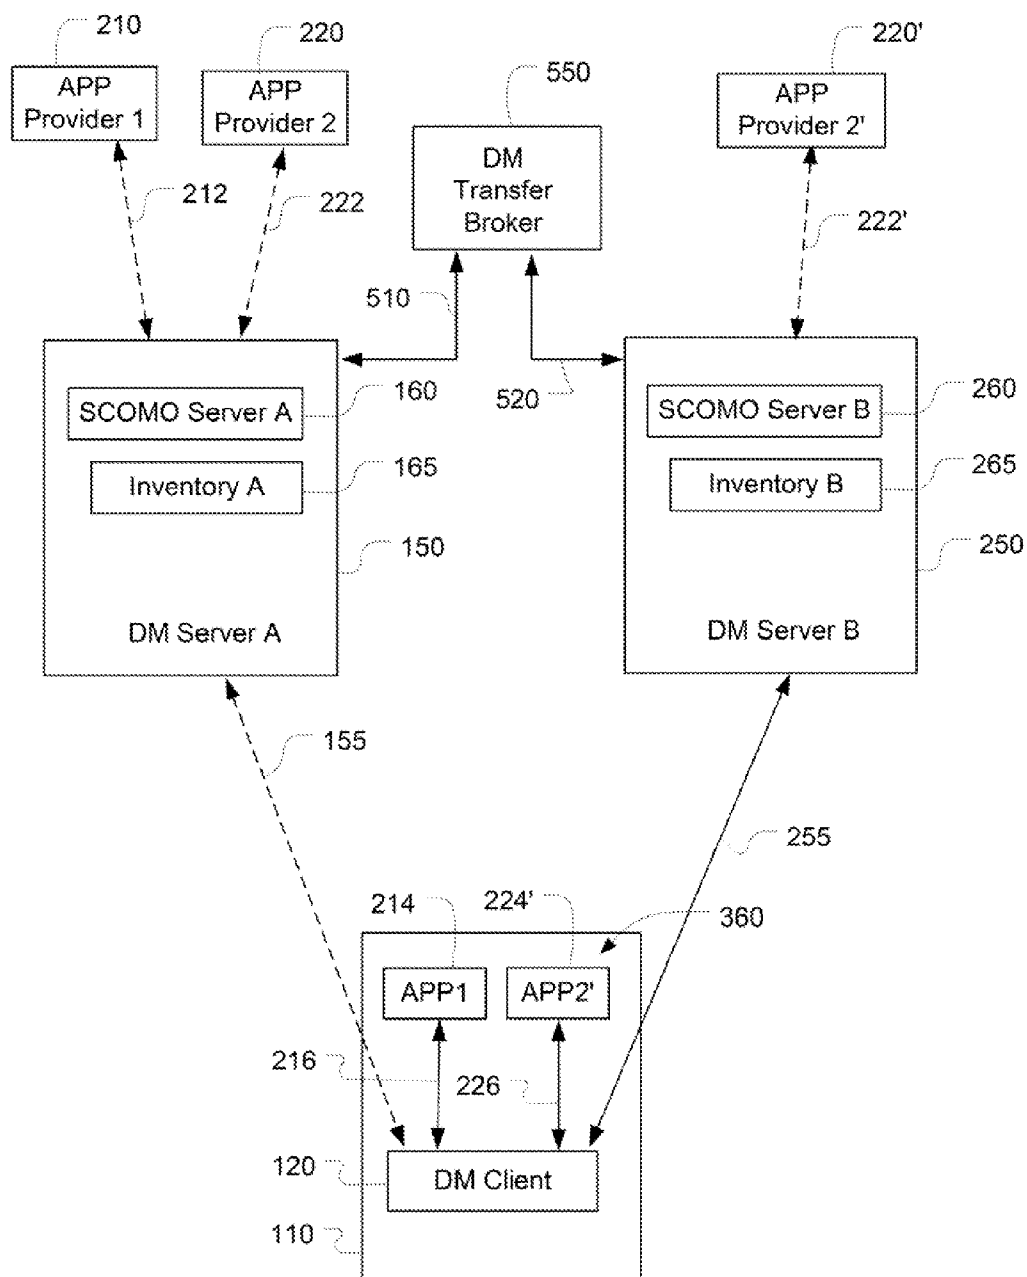 210
220
220'
550
APP
Provider 1
APP
Provider 2
APP
Provider 2'
DM
Transfer
Broker
212
222
222'
510
520
SCOMO Server A
160
SCOMO Server B
260
Inventory A
165
Inventory B
265
150
250
DM Server A
DM Server B
155
255
214
224'
360
APP1
APP2'
216
226
120
DM Client
110